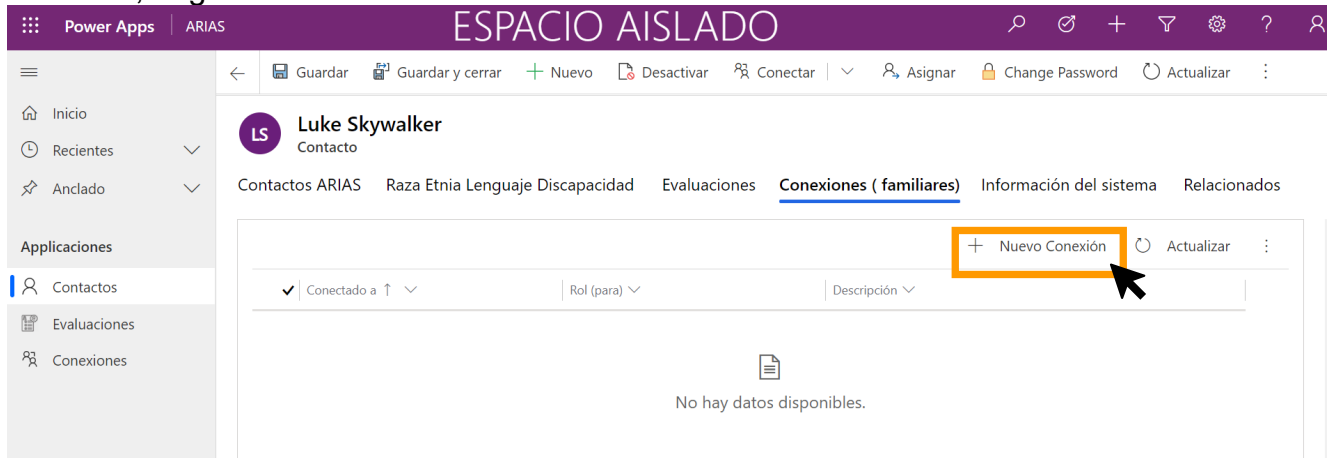 Power Apps ARIAS ESPACIO AISLADO
Guardar Guardar y cerrar Nuevo Desactivar Conectar Asignar Change Password Actualizar
Inicio
Recientes
Anclado
Aplicaciones
Contactos
Evaluaciones
Conexiones
LS
Luke Skywalker
Contacto
Contactos ARIAS Raza Etnia Lenguaje Discapacidad Evaluaciones Conexiones ( familiares) Información del sistema Relacionados
+ Nuevo Conexión Actualizar
Conectado a ↑ Rol (para) Descripción
No hay datos disponibles.